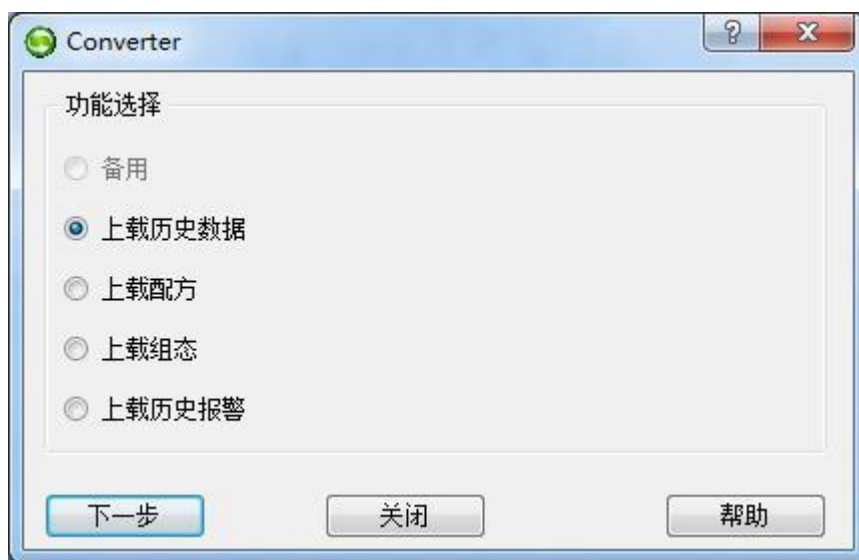 Converter
功能选择
备用
上载历史数据
上载配方
上载组态
上载历史报警
下一步
关闭
帮助